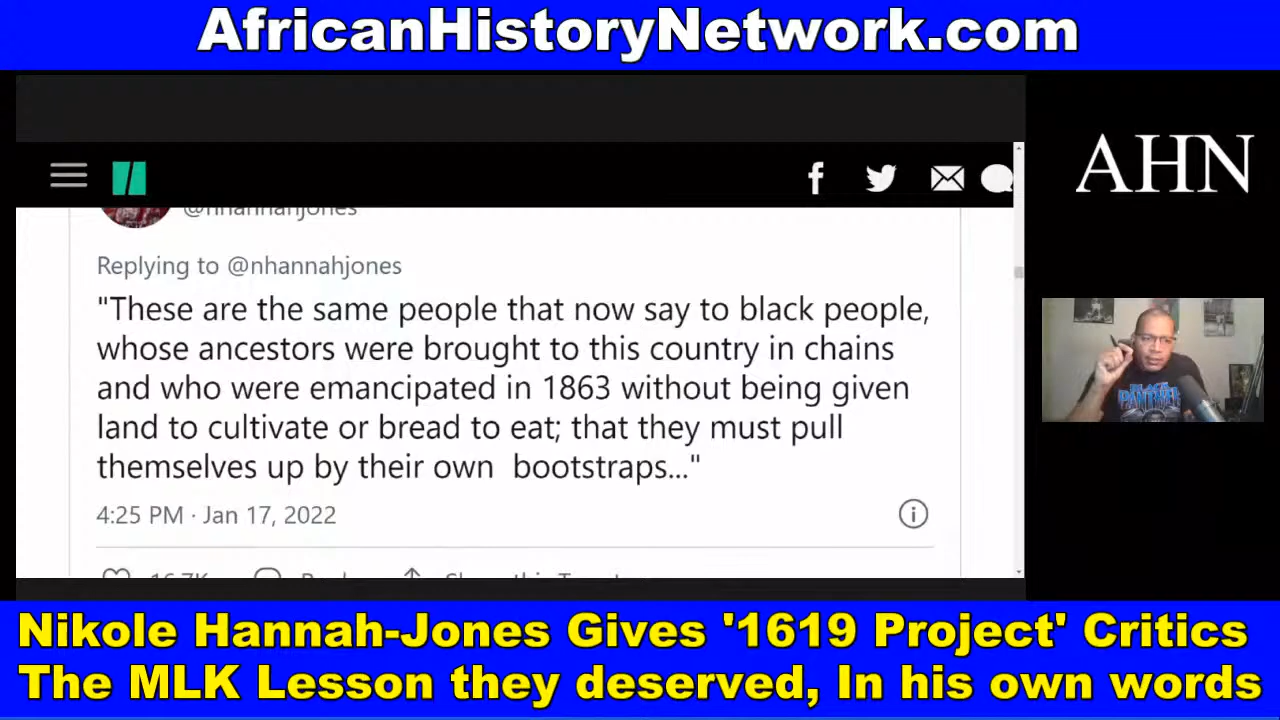 AfricanHistoryNetwork.com
AHN
@nhannahjones
Replying to @nhannahjones
"These are the same people that now say to black people,
whose ancestors were brought to this country in chains
and who were emancipated in 1863 without being given
land to cultivate or bread to eat; that they must pull
themselves up by their own bootstraps..."
4:25 PM · Jan 17, 2022
BLACK
PANTHER
Nikole Hannah-Jones Gives '1619 Project' Critics
The MLK Lesson they deserved, In his own words